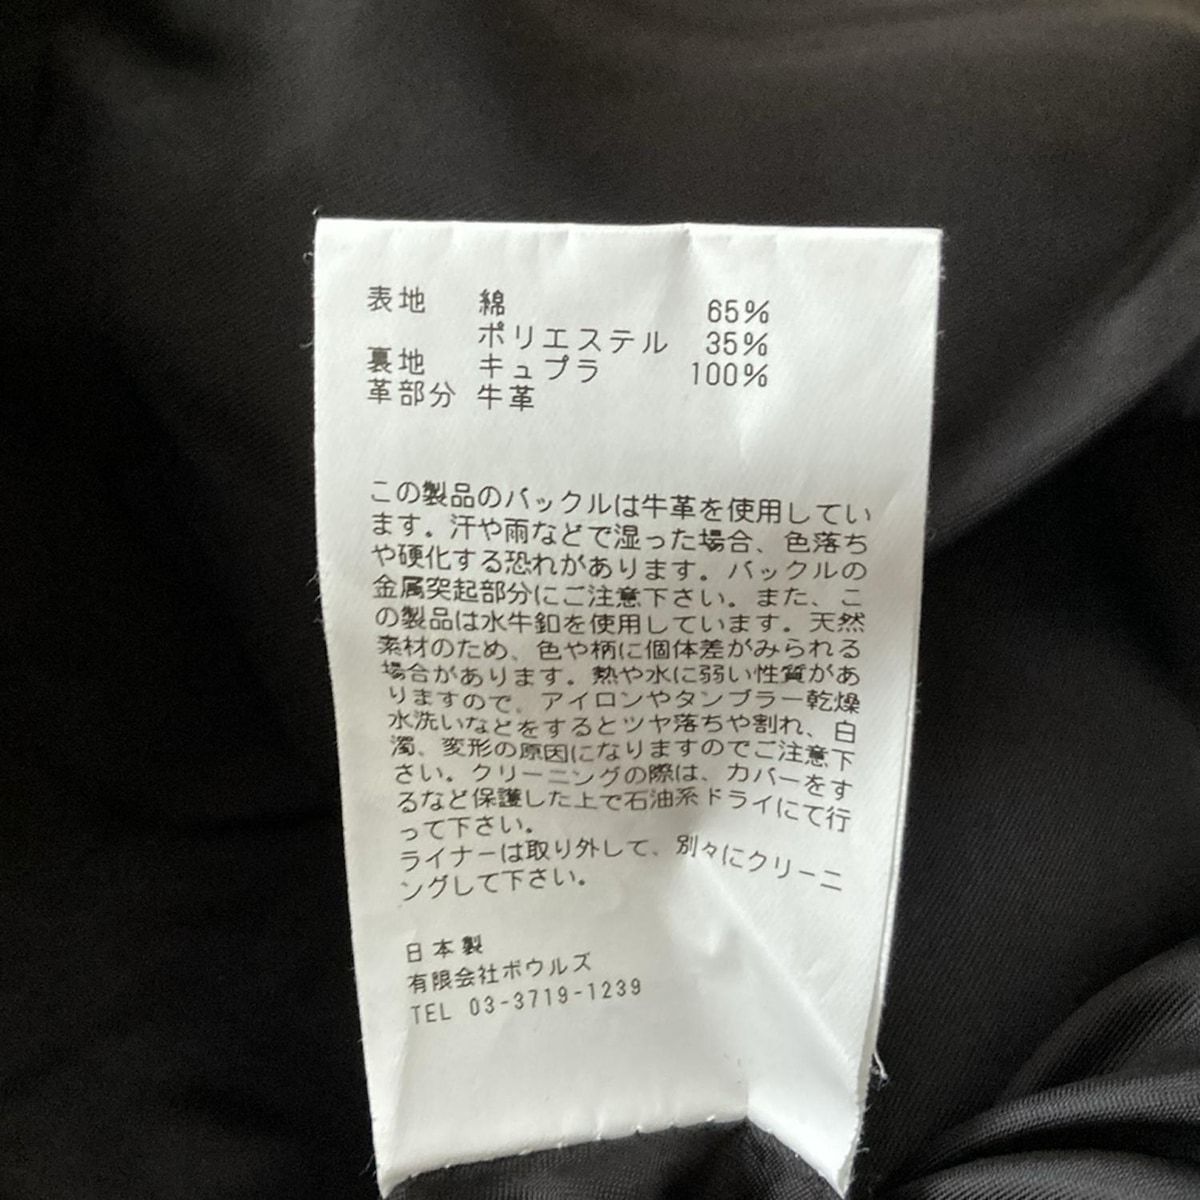 表地 綿 65%
ポリエステル 35%
裏地 キュプラ 100%
革部分 牛革
この製品のバックルは牛革を使用してい
ます。汗や雨などで湿った場合、色落ち
や硬化する恐れがあります。バックルの
金属突起部分にご注意下さい。また、こ
の製品は水牛釦を使用しています。天然
素材のため、色や柄に個体差がみられる
場合があります。熱や水に弱い性質があ
りますので、アイロンやタンブラー乾燥
水洗いなどをするとツヤ落ちや割れ、白
濁、変形の原因になりますのでご注意下
さい。クリーニングの際は、カバーをす
るなど保護した上で石油系ドライにて行
って下さい。
ライナーは取り外して、別々にクリーニ
ングして下さい。
日本製
有限会社ボウルズ
TEL 03-3719-1239